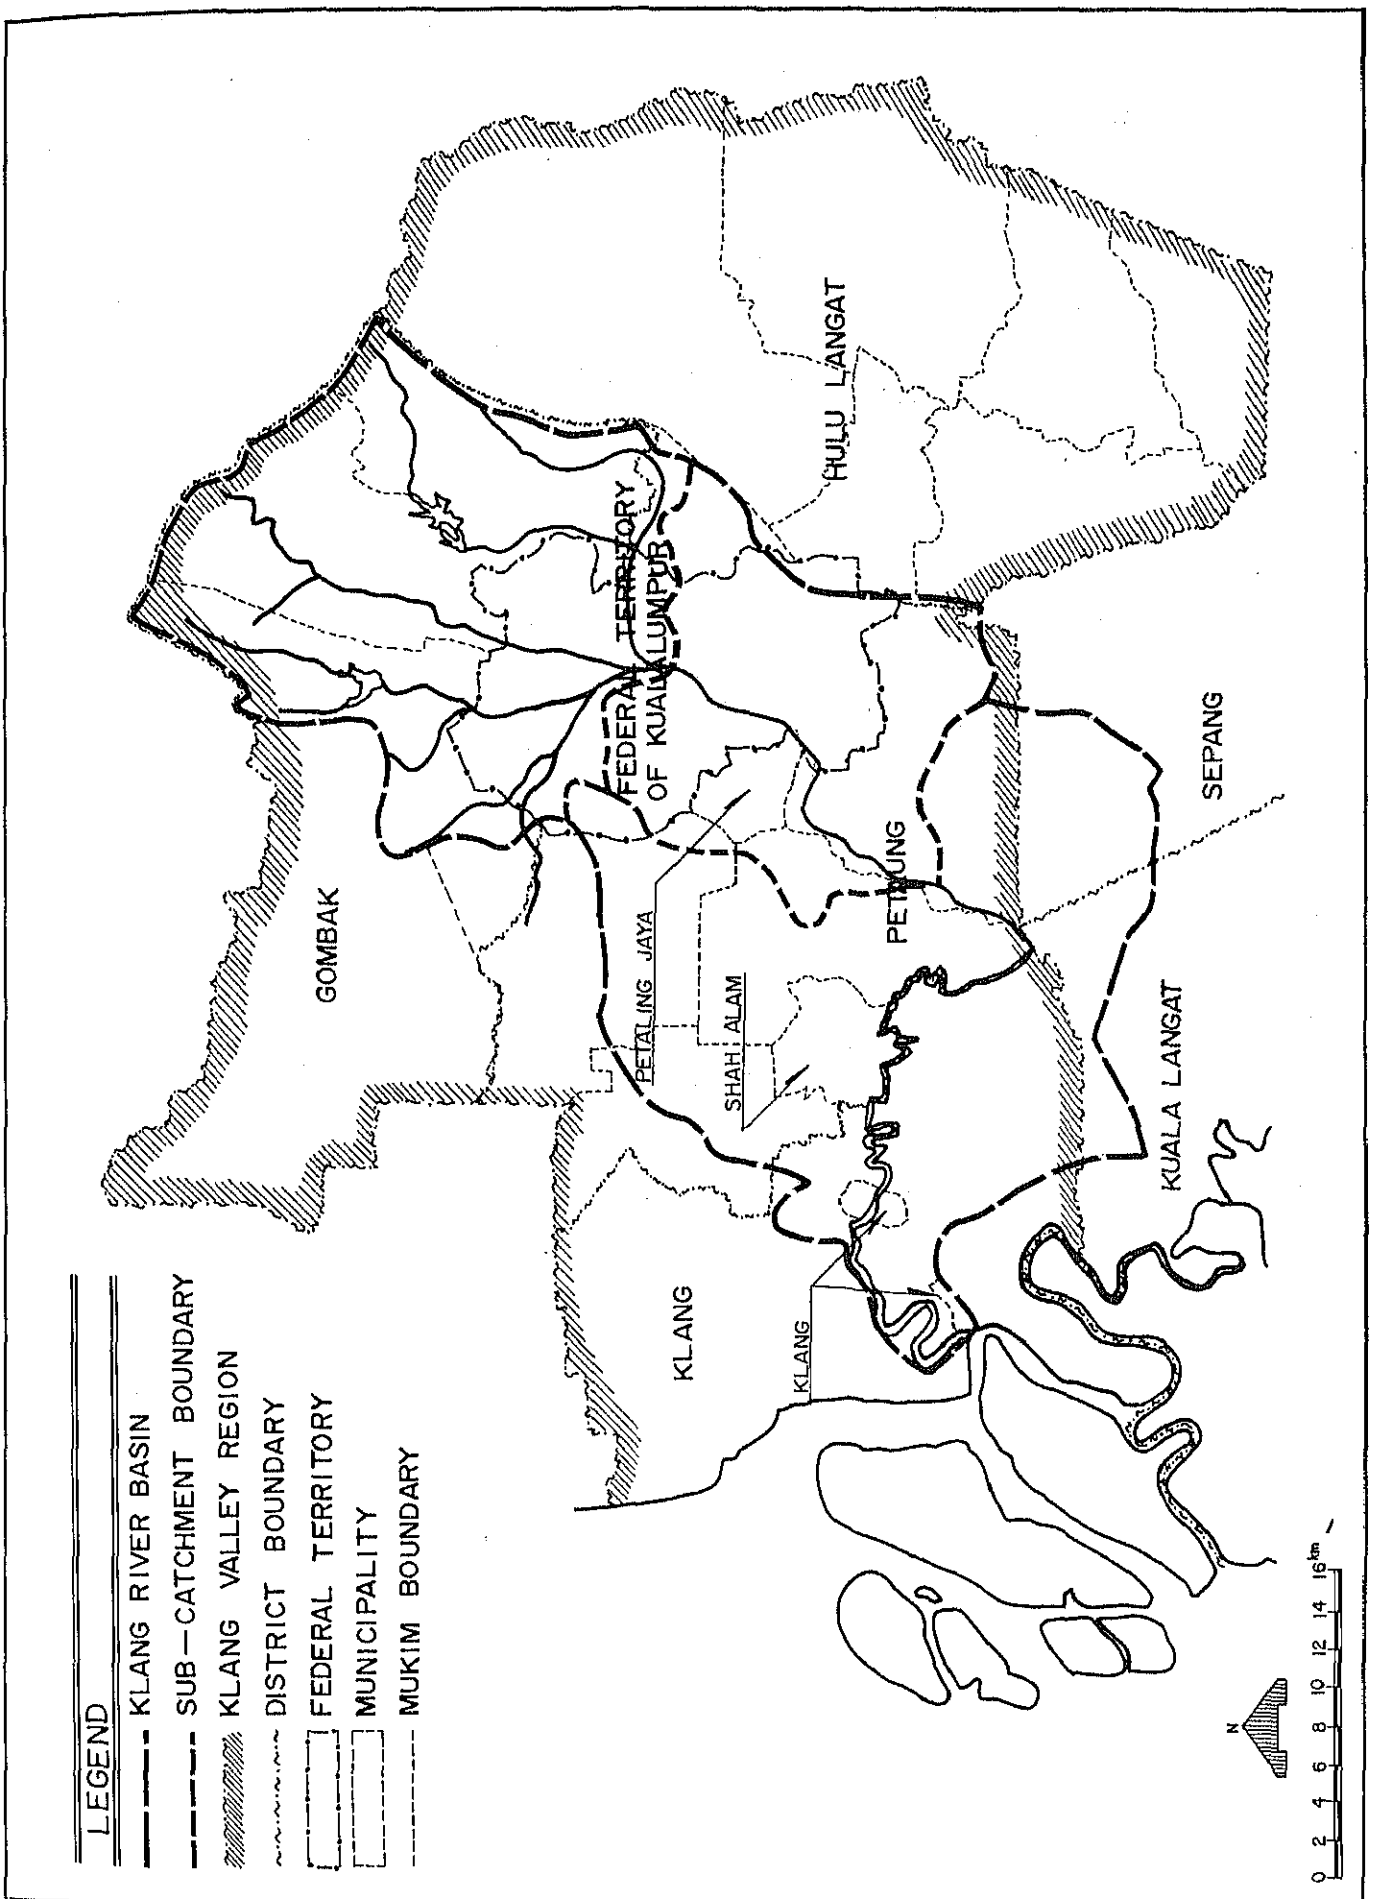 LEGEND
KLANG RIVER BASIN
SUB-CATCHMENT BOUNDARY
KLANG VALLEY REGION
DISTRICT BOUNDARY
FEDERAL TERRITORY
MUNICIPALITY
MUKIM BOUNDARY
GOMBAK
FEDERAL TERRITORY
OF KUALALUMPUR
HULU LANGAT
PETALING JAYA
SHAH ALAM
PETALING
KLANG
KLANG
SEPANG
KUALA LANGAT
N
0 2 4 6 8 10 12 14 16km